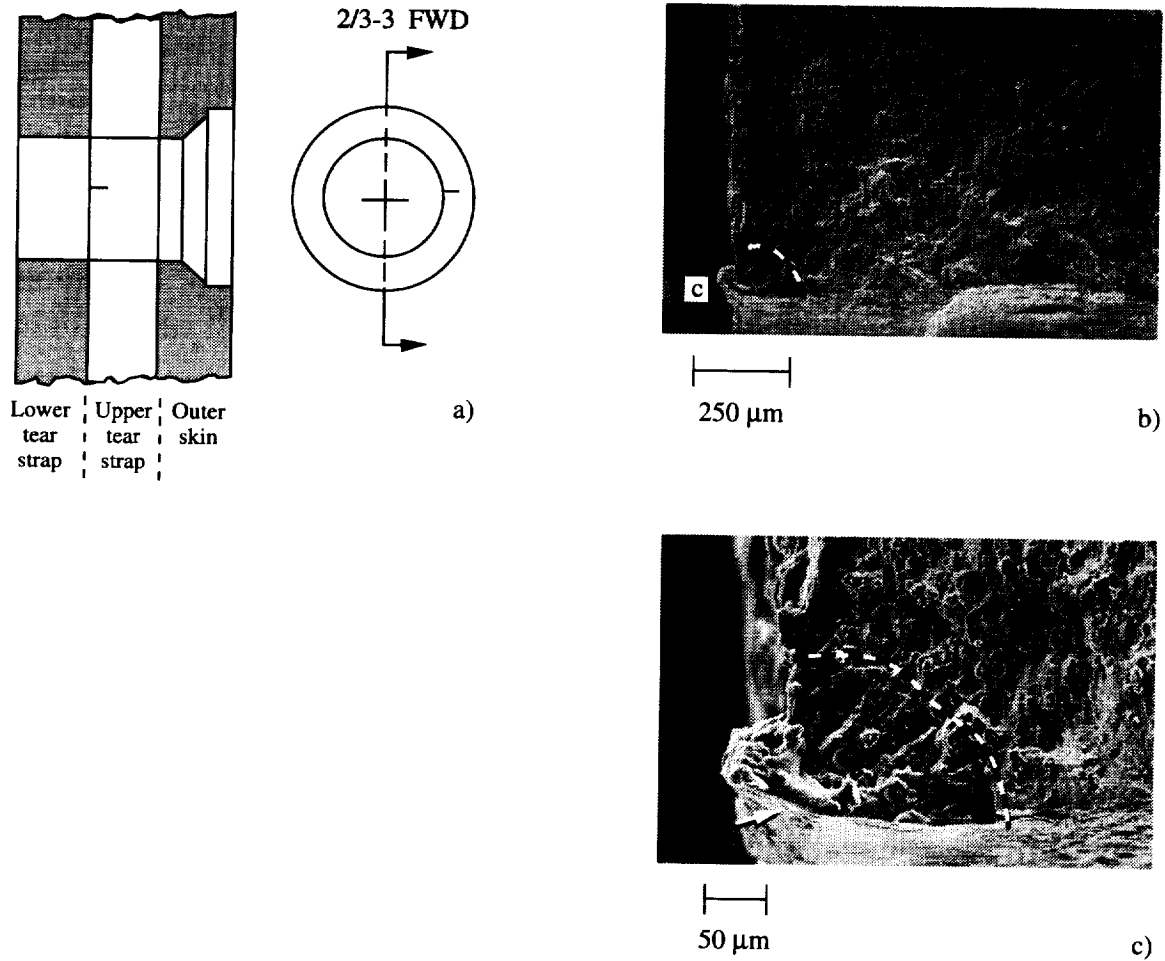 2/3-3 FWD
Lower tear strap
Upper tear strap
Outer skin
a)
c
250 μm
b)
50 μm
c)